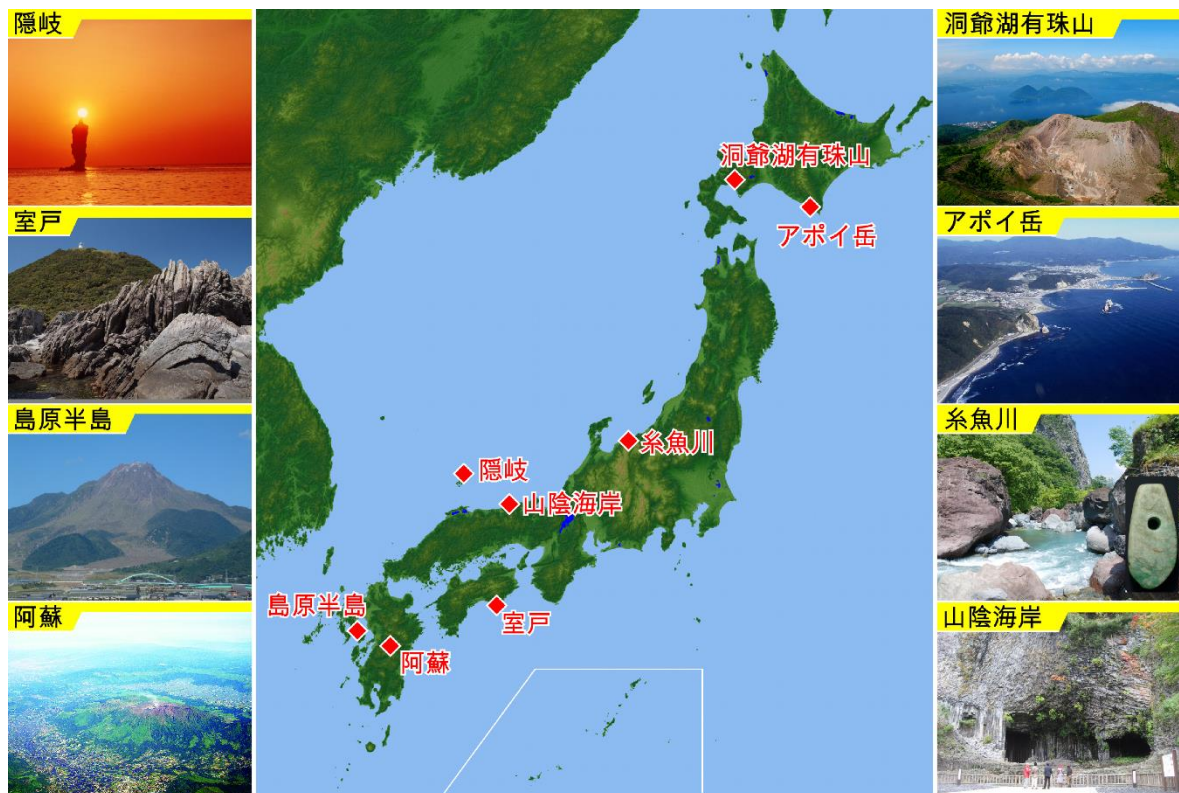 隠岐
室戸
島原半島
阿蘇
洞爺湖有珠山
アポイ岳
糸魚川
隠岐
山陰海岸
島原半島
室戸
阿蘇
洞爺湖有珠山
アポイ岳
糸魚川
山陰海岸